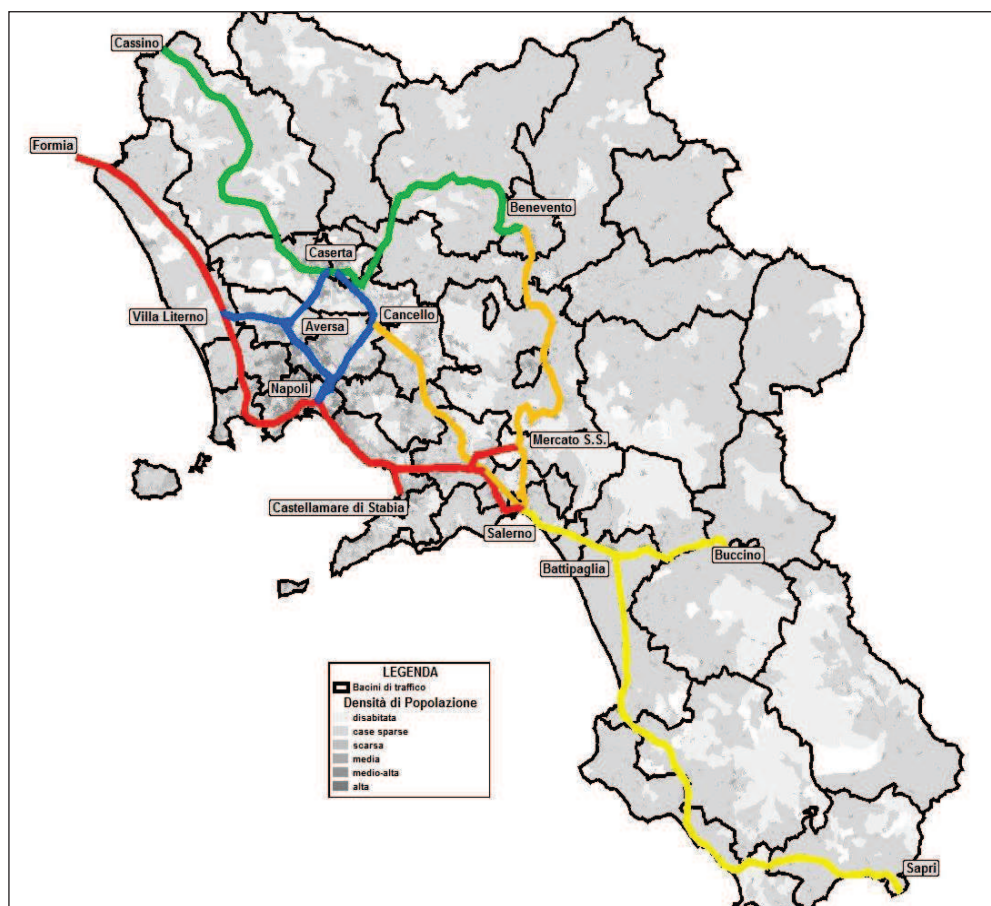 Cassino
Formia
Benevento
Caserta
Villa Literno
Aversa
Cancello
Napoli
Mercato S.S.
Castellamare di Stabia
Salerno
Battipaglia
Buccino
LEGENDA
Bacini di traffico
Densità di Popolazione
disabitata
case sparse
scarsa
media
medio-alta
alta
Sapri